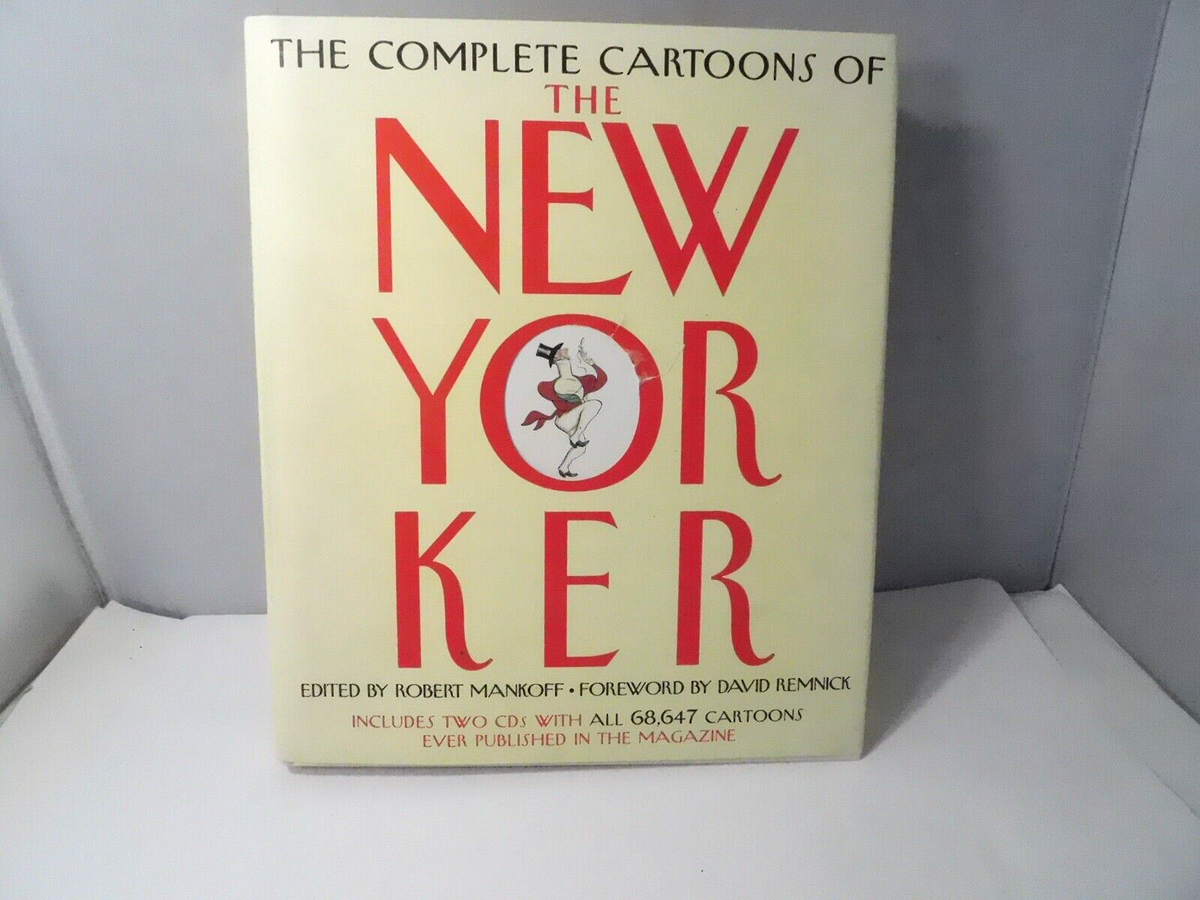 THE COMPLETE CARTOONS OF
THE
NEW
YOR
KER
EDITED BY ROBERT MANKOFF • FOREWORD BY DAVID REMNICK
INCLUDES TWO CDS WITH ALL 68,647 CARTOONS
EVER PUBLISHED IN THE MAGAZINE